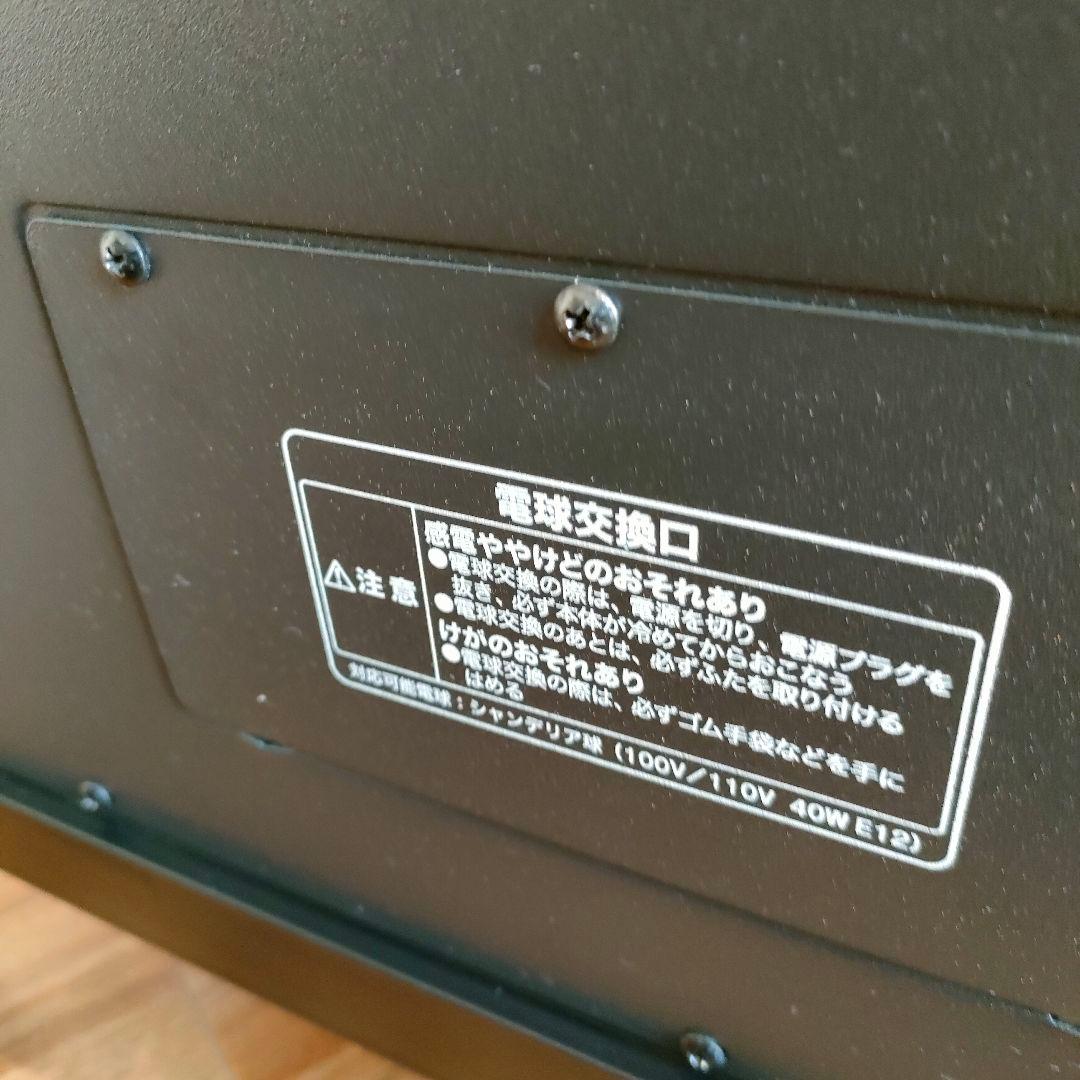 電球交換口
⚠注意
感電ややけどのおそれあり
●電球交換の際は、電源を切り、電源プラグを
抜き、必ず本体が冷めてからおこなう
●電球交換のあとは、必ずふたを取り付ける
けがのおそれあり
●電球交換の際は、必ずゴム手袋などを手に
はめる
対応可能電球：シャンデリア球（100V／110V 40W E12）